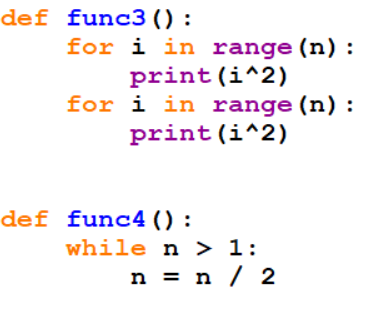 def func3():
    for i in range(n):
        print(i^2)
    for i in range(n):
        print(i^2)

def func4():
    while n > 1:
        n = n / 2